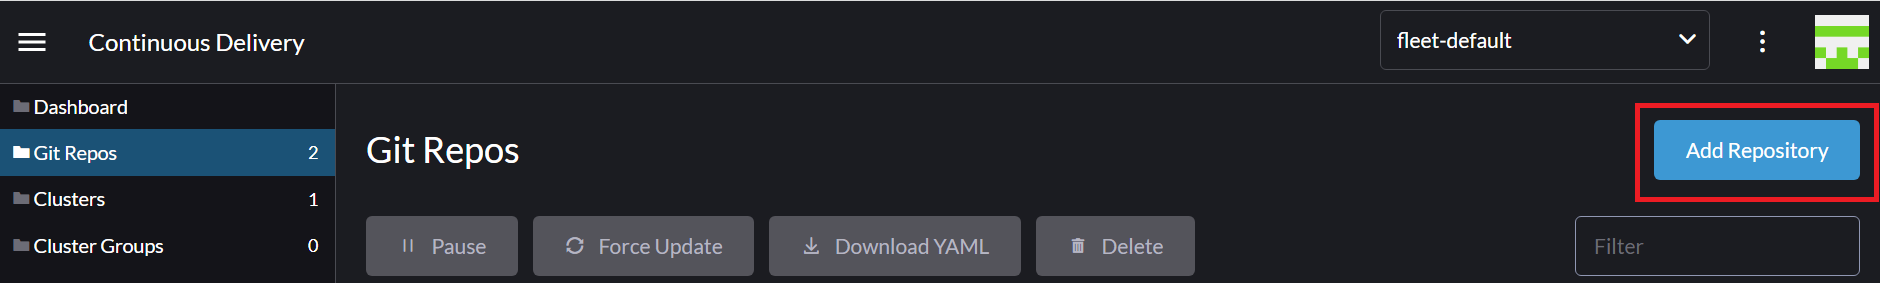 Continuous Delivery
fleet-default
Dashboard
Git Repos 2
Clusters 1
Cluster Groups 0
Git Repos
Add Repository
Pause
Force Update
Download YAML
Delete
Filter